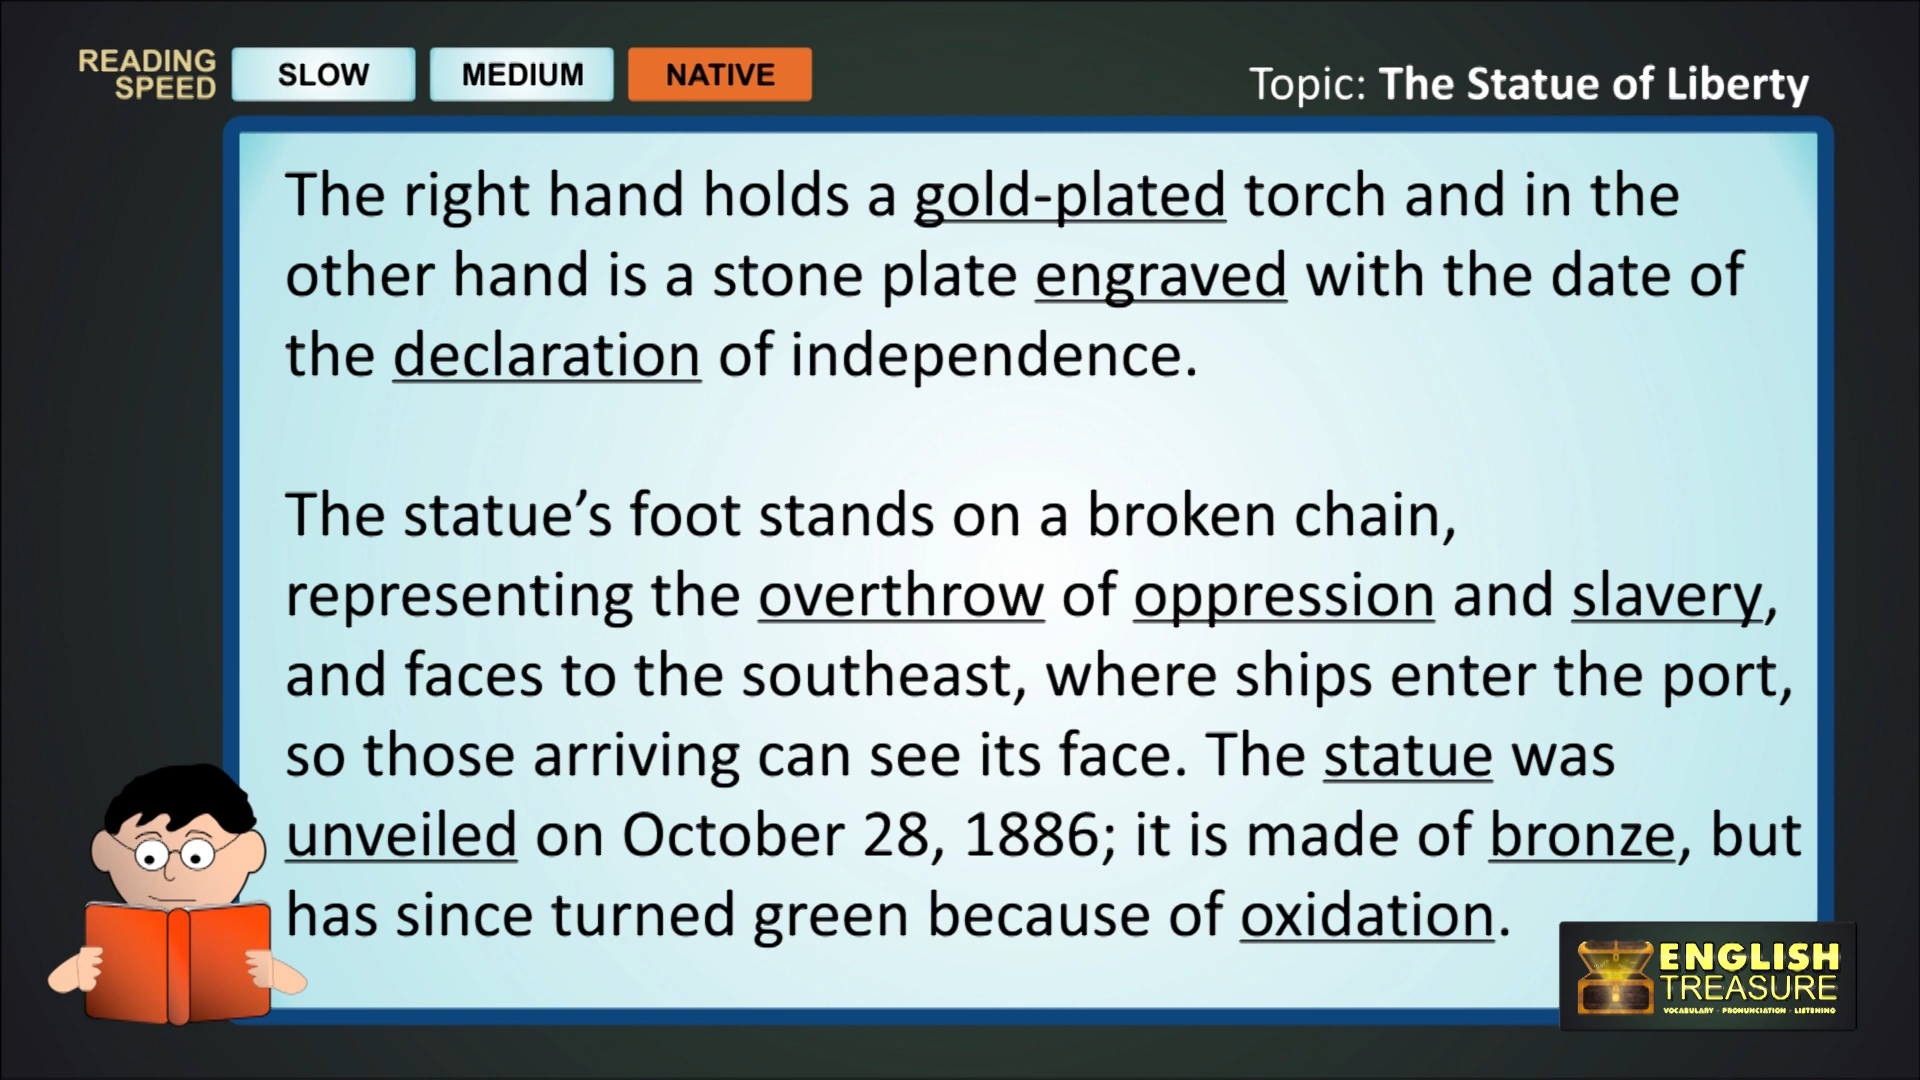 READING
SPEED
SLOW
MEDIUM
NATIVE
Topic: The Statue of Liberty
The right hand holds a gold-plated torch and in the
other hand is a stone plate engraved with the date of
the declaration of independence.
The statue’s foot stands on a broken chain,
representing the overthrow of oppression and slavery,
and faces to the southeast, where ships enter the port,
so those arriving can see its face. The statue was
unveiled on October 28, 1886; it is made of bronze, but
has since turned green because of oxidation.
ENGLISH
TREASURE
VOCABULARY · PRONUNCIATION · LISTENING